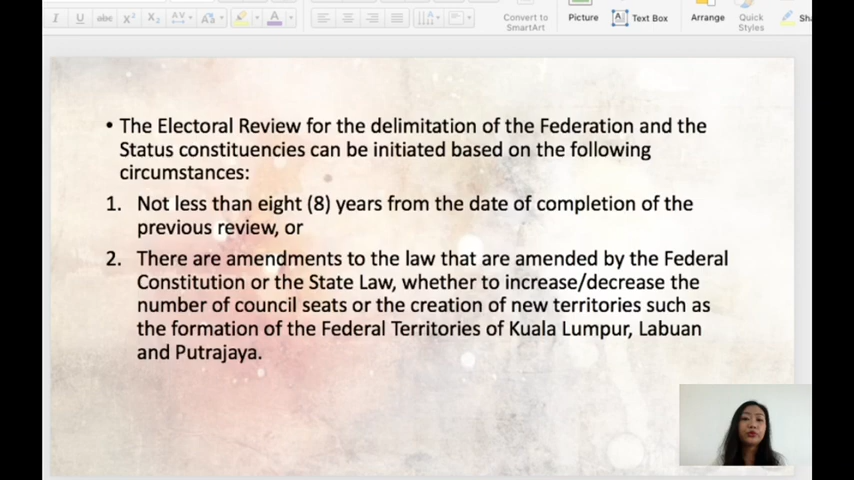 Convert to
SmartArt
Picture
Text Box
Arrange
Quick
Styles
• The Electoral Review for the delimitation of the Federation and the
Status constituencies can be initiated based on the following
circumstances:
1. Not less than eight (8) years from the date of completion of the
previous review, or
2. There are amendments to the law that are amended by the Federal
Constitution or the State Law, whether to increase/decrease the
number of council seats or the creation of new territories such as
the formation of the Federal Territories of Kuala Lumpur, Labuan
and Putrajaya.